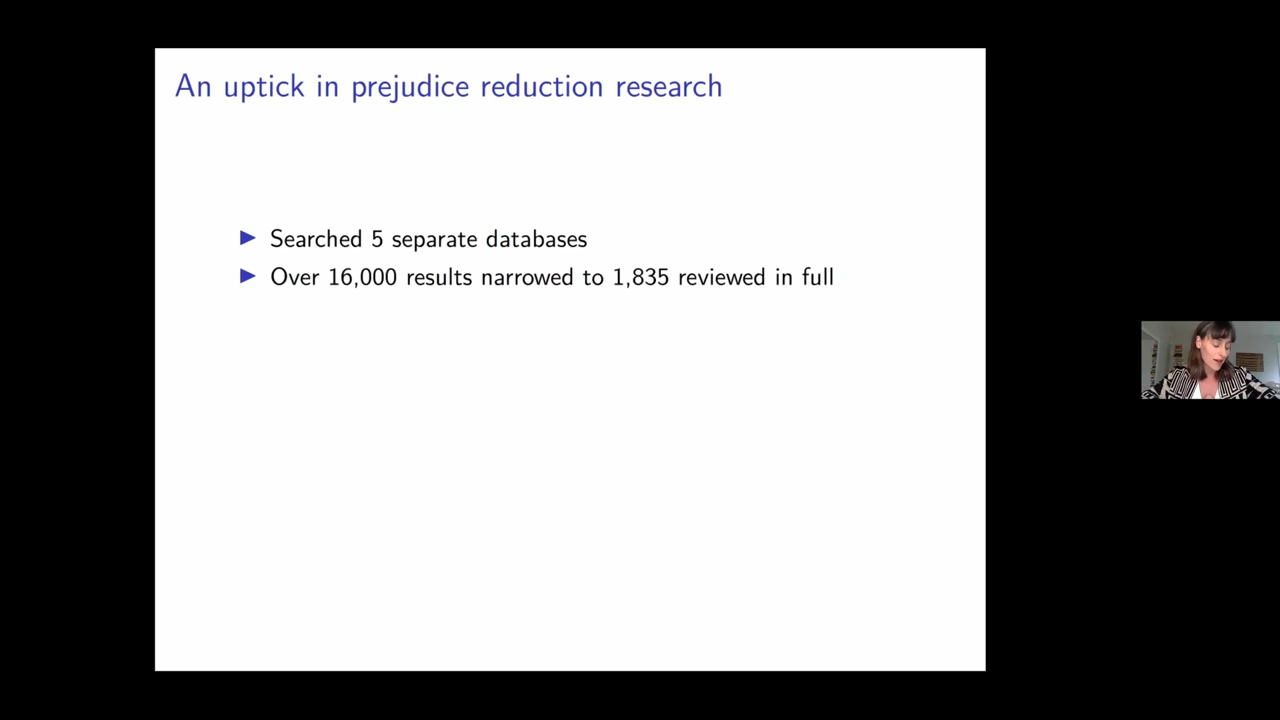 An uptick in prejudice reduction research
Searched 5 separate databases
Over 16,000 results narrowed to 1,835 reviewed in full